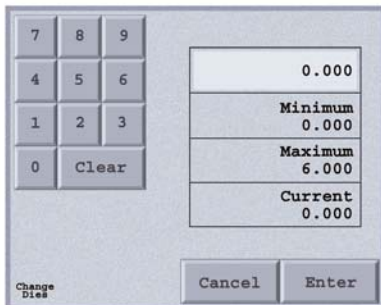 7 8 9
4 5 6
1 2 3
0 Clear
0.000
Minimum
0.000
Maximum
6.000
Current
0.000
Change
Dies
Cancel Enter